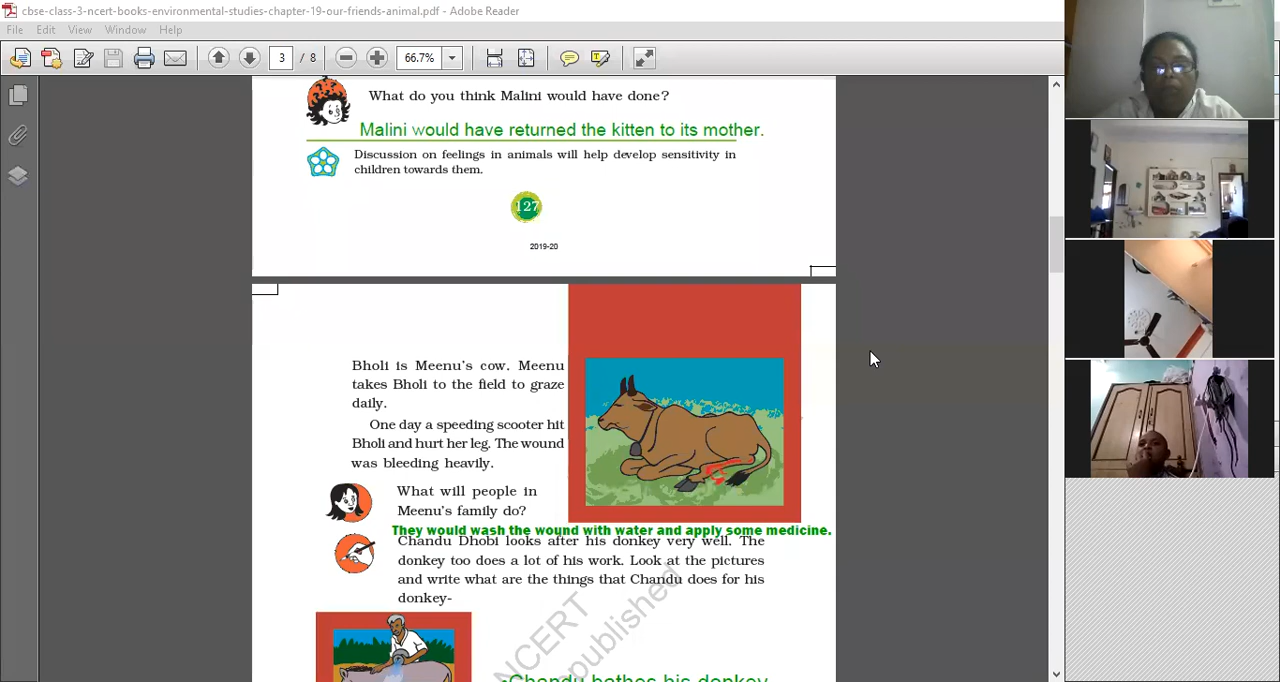 cbse-class-3-ncert-books-environmental-studies-chapter-19-our-friends-animal.pdf - Adobe Reader
File Edit View Window Help
3 / 8 66.7%
What do you think Malini would have done?
Malini would have returned the kitten to its mother.
Discussion on feelings in animals will help develop sensitivity in
children towards them.
127
2019-20
Bholi is Meenu's cow. Meenu
takes Bholi to the field to graze
daily.
One day a speeding scooter hit
Bholi and hurt her leg. The wound
was bleeding heavily.
What will people in
Meenu's family do?
They would wash the wound with water and apply some medicine.
Chandu Dhobi looks after his donkey very well. The
donkey too does a lot of his work. Look at the pictures
and write what are the things that Chandu does for his
donkey-
NCERT
republished
Chandu bathes his donkey